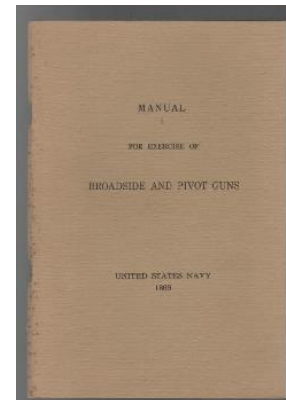 MANUAL
FOR EXERCISE OF
BROADSIDE AND PIVOT GUNS
UNITED STATES NAVY